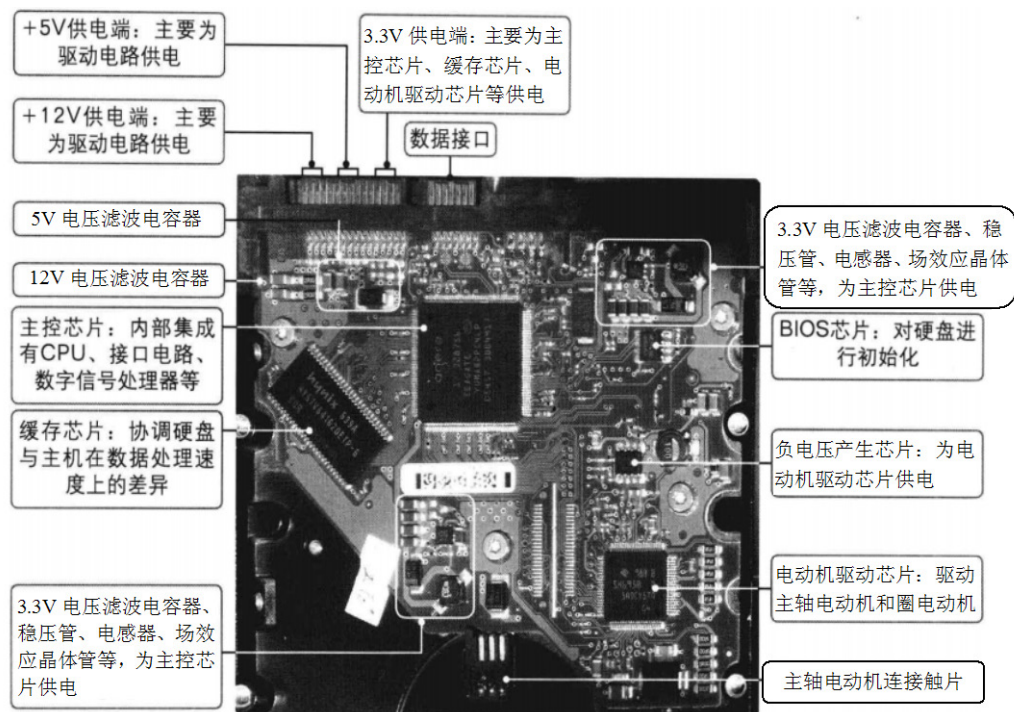 +5V供电端：主要为
驱动电路供电
3.3V 供电端：主要为主
控芯片、缓存芯片、电
动机驱动芯片等供电
+12V供电端：主要
为驱动电路供电
数据接口
5V 电压滤波电容器
12V 电压滤波电容器
主控芯片：内部集成
有CPU、接口电路、
数字信号处理器等
缓存芯片：协调硬盘
与主机在数据处理速
度上的差异
3.3V 电压滤波电容器、
稳压管、电感器、场效
应晶体管等，为主控芯
片供电
3.3V 电压滤波电容器、稳
压管、电感器、场效应晶体
管等，为主控芯片供电
BIOS芯片：对硬盘进
行初始化
负电压产生芯片：为电
动机驱动芯片供电
电动机驱动芯片：驱动
主轴电动机和圈电动机
主轴电动机连接触片